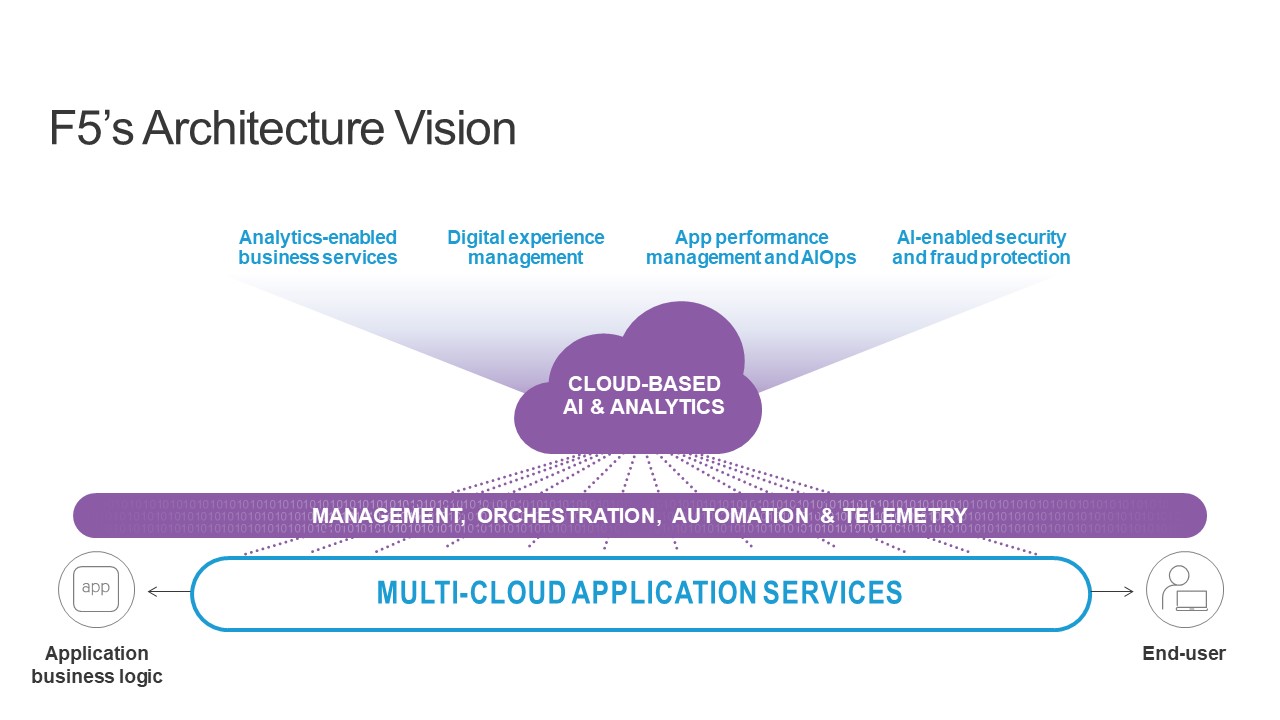 F5’s Architecture Vision
Analytics-enabled
business services
Digital experience
management
App performance
management and AIOps
AI-enabled security
and fraud protection
CLOUD-BASED
AI & ANALYTICS
MANAGEMENT, ORCHESTRATION, AUTOMATION & TELEMETRY
MULTI-CLOUD APPLICATION SERVICES
app
Application
business logic
End-user